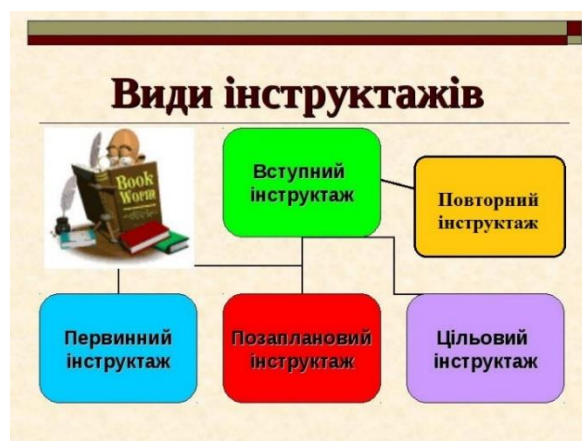 Види інструктажів
Book
Worm
Вступний
інструктаж
Повторний
інструктаж
Первинний
інструктаж
Позаплановий
інструктаж
Цільовий
інструктаж